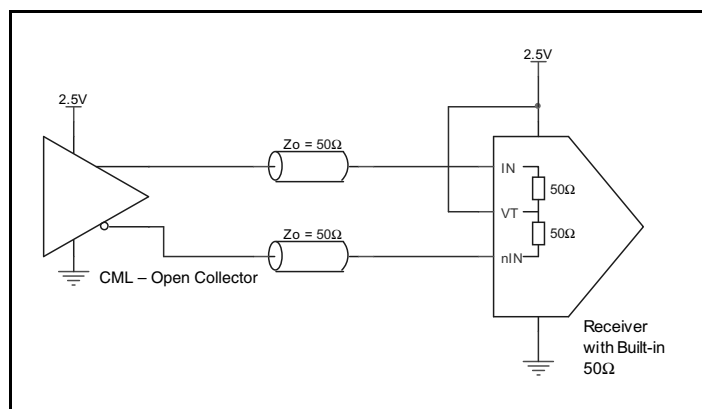 2.5V
2.5V
Zo = 50Ω
IN
50Ω
VT
50Ω
Zo = 50Ω
nIN
CML – Open Collector
Receiver
with Built-in
50Ω